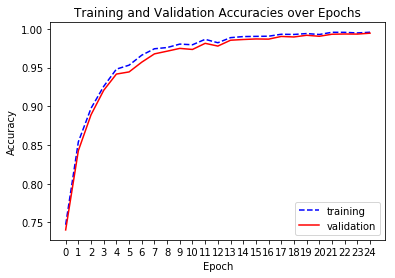 Training and Validation Accuracies over Epochs
1.00
0.95
0.90
0.85
0.80
0.75
Accuracy
training
validation
0 1 2 3 4 5 6 7 8 9 10 11 12 13 14 15 16 17 18 19 20 21 22 23 24
Epoch